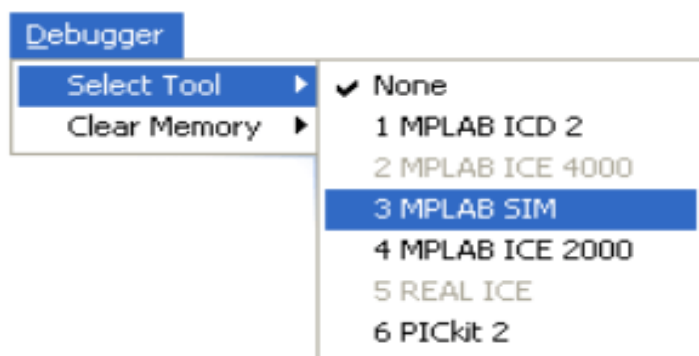 Debugger
Select Tool
Clear Memory
None
1 MPLAB ICD 2
2 MPLAB ICE 4000
3 MPLAB SIM
4 MPLAB ICE 2000
5 REAL ICE
6 PICkit 2